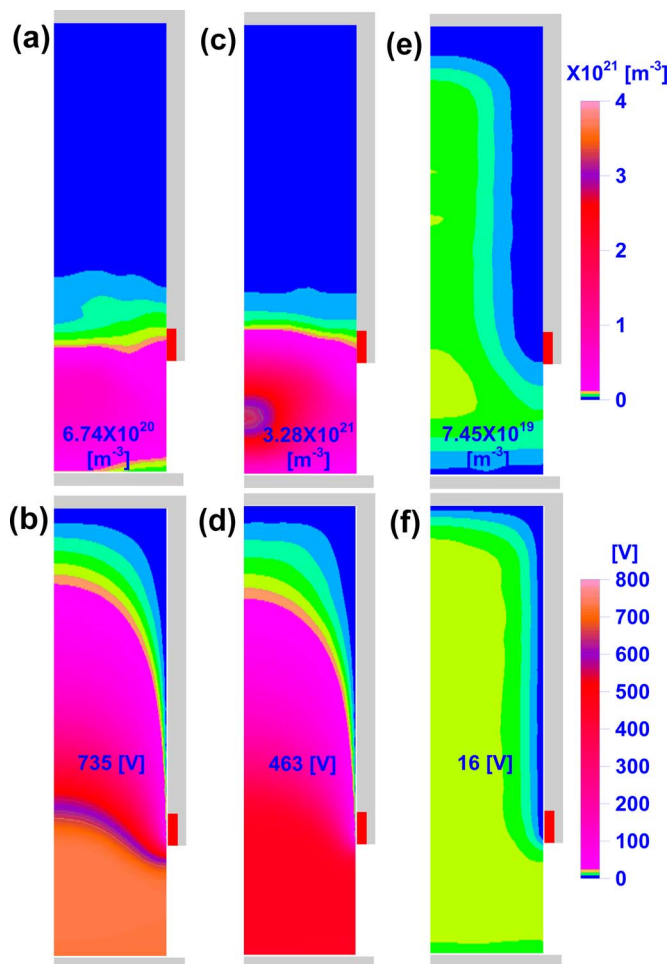 (a)
(c)
(e)
X10²¹ [m⁻³]
4
3
2
1
0
6.74X10²⁰
[m⁻³]
3.28X10²¹
[m⁻³]
7.45X10¹⁹
[m⁻³]
(b)
(d)
(f)
[V]
800
700
600
500
400
300
200
100
0
735 [V]
463 [V]
16 [V]